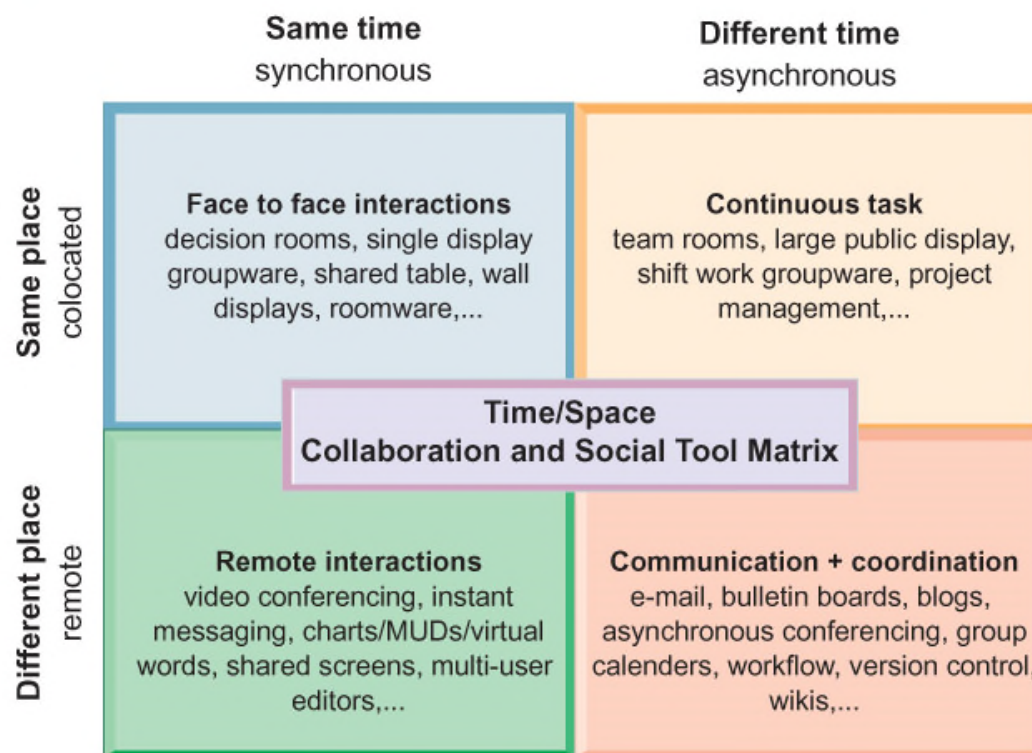 Same time
synchronous
Different time
asynchronous
Same place
colocated
Face to face interactions
decision rooms, single display
groupware, shared table, wall
displays, roomware,...
Continuous task
team rooms, large public display,
shift work groupware, project
management,...
Time/Space
Collaboration and Social Tool Matrix
Different place
remote
Remote interactions
video conferencing, instant
messaging, charts/MUDs/virtual
words, shared screens, multi-user
editors,...
Communication + coordination
e-mail, bulletin boards, blogs,
asynchronous conferencing, group
calenders, workflow, version control,
wikis,...